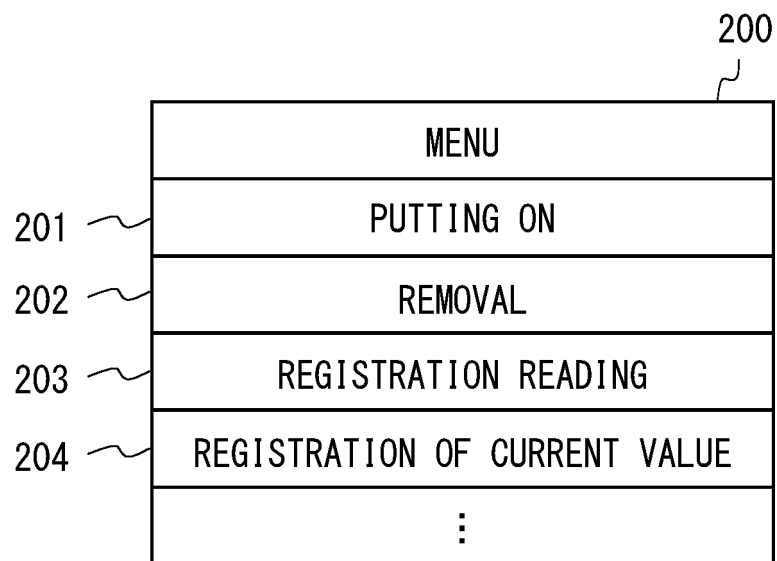 200
MENU
201 PUTTING ON
202 REMOVAL
203 REGISTRATION READING
204 REGISTRATION OF CURRENT VALUE
⋮